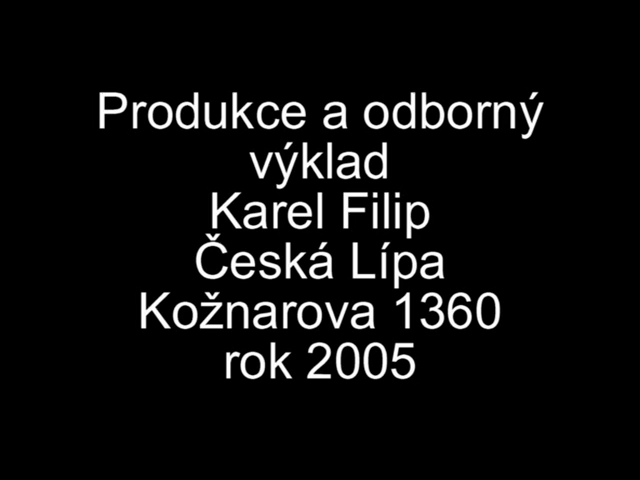 Produkce a odborný
výklad
Karel Filip
Česká Lípa
Kožnarova 1360
rok 2005